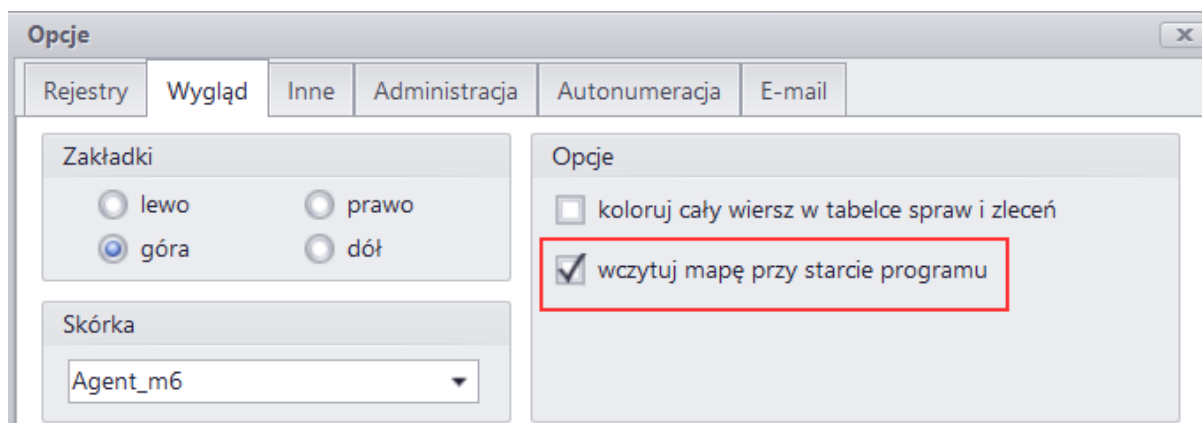 Opcje
Rejestry Wygląd Inne Administracja Autonumeracja E-mail
Zakładki
lewo prawo
góra dół
Skórka
Agent_m6
Opcje
koloruj cały wiersz w tabelce spraw i zleceń
wczytuj mapę przy starcie programu